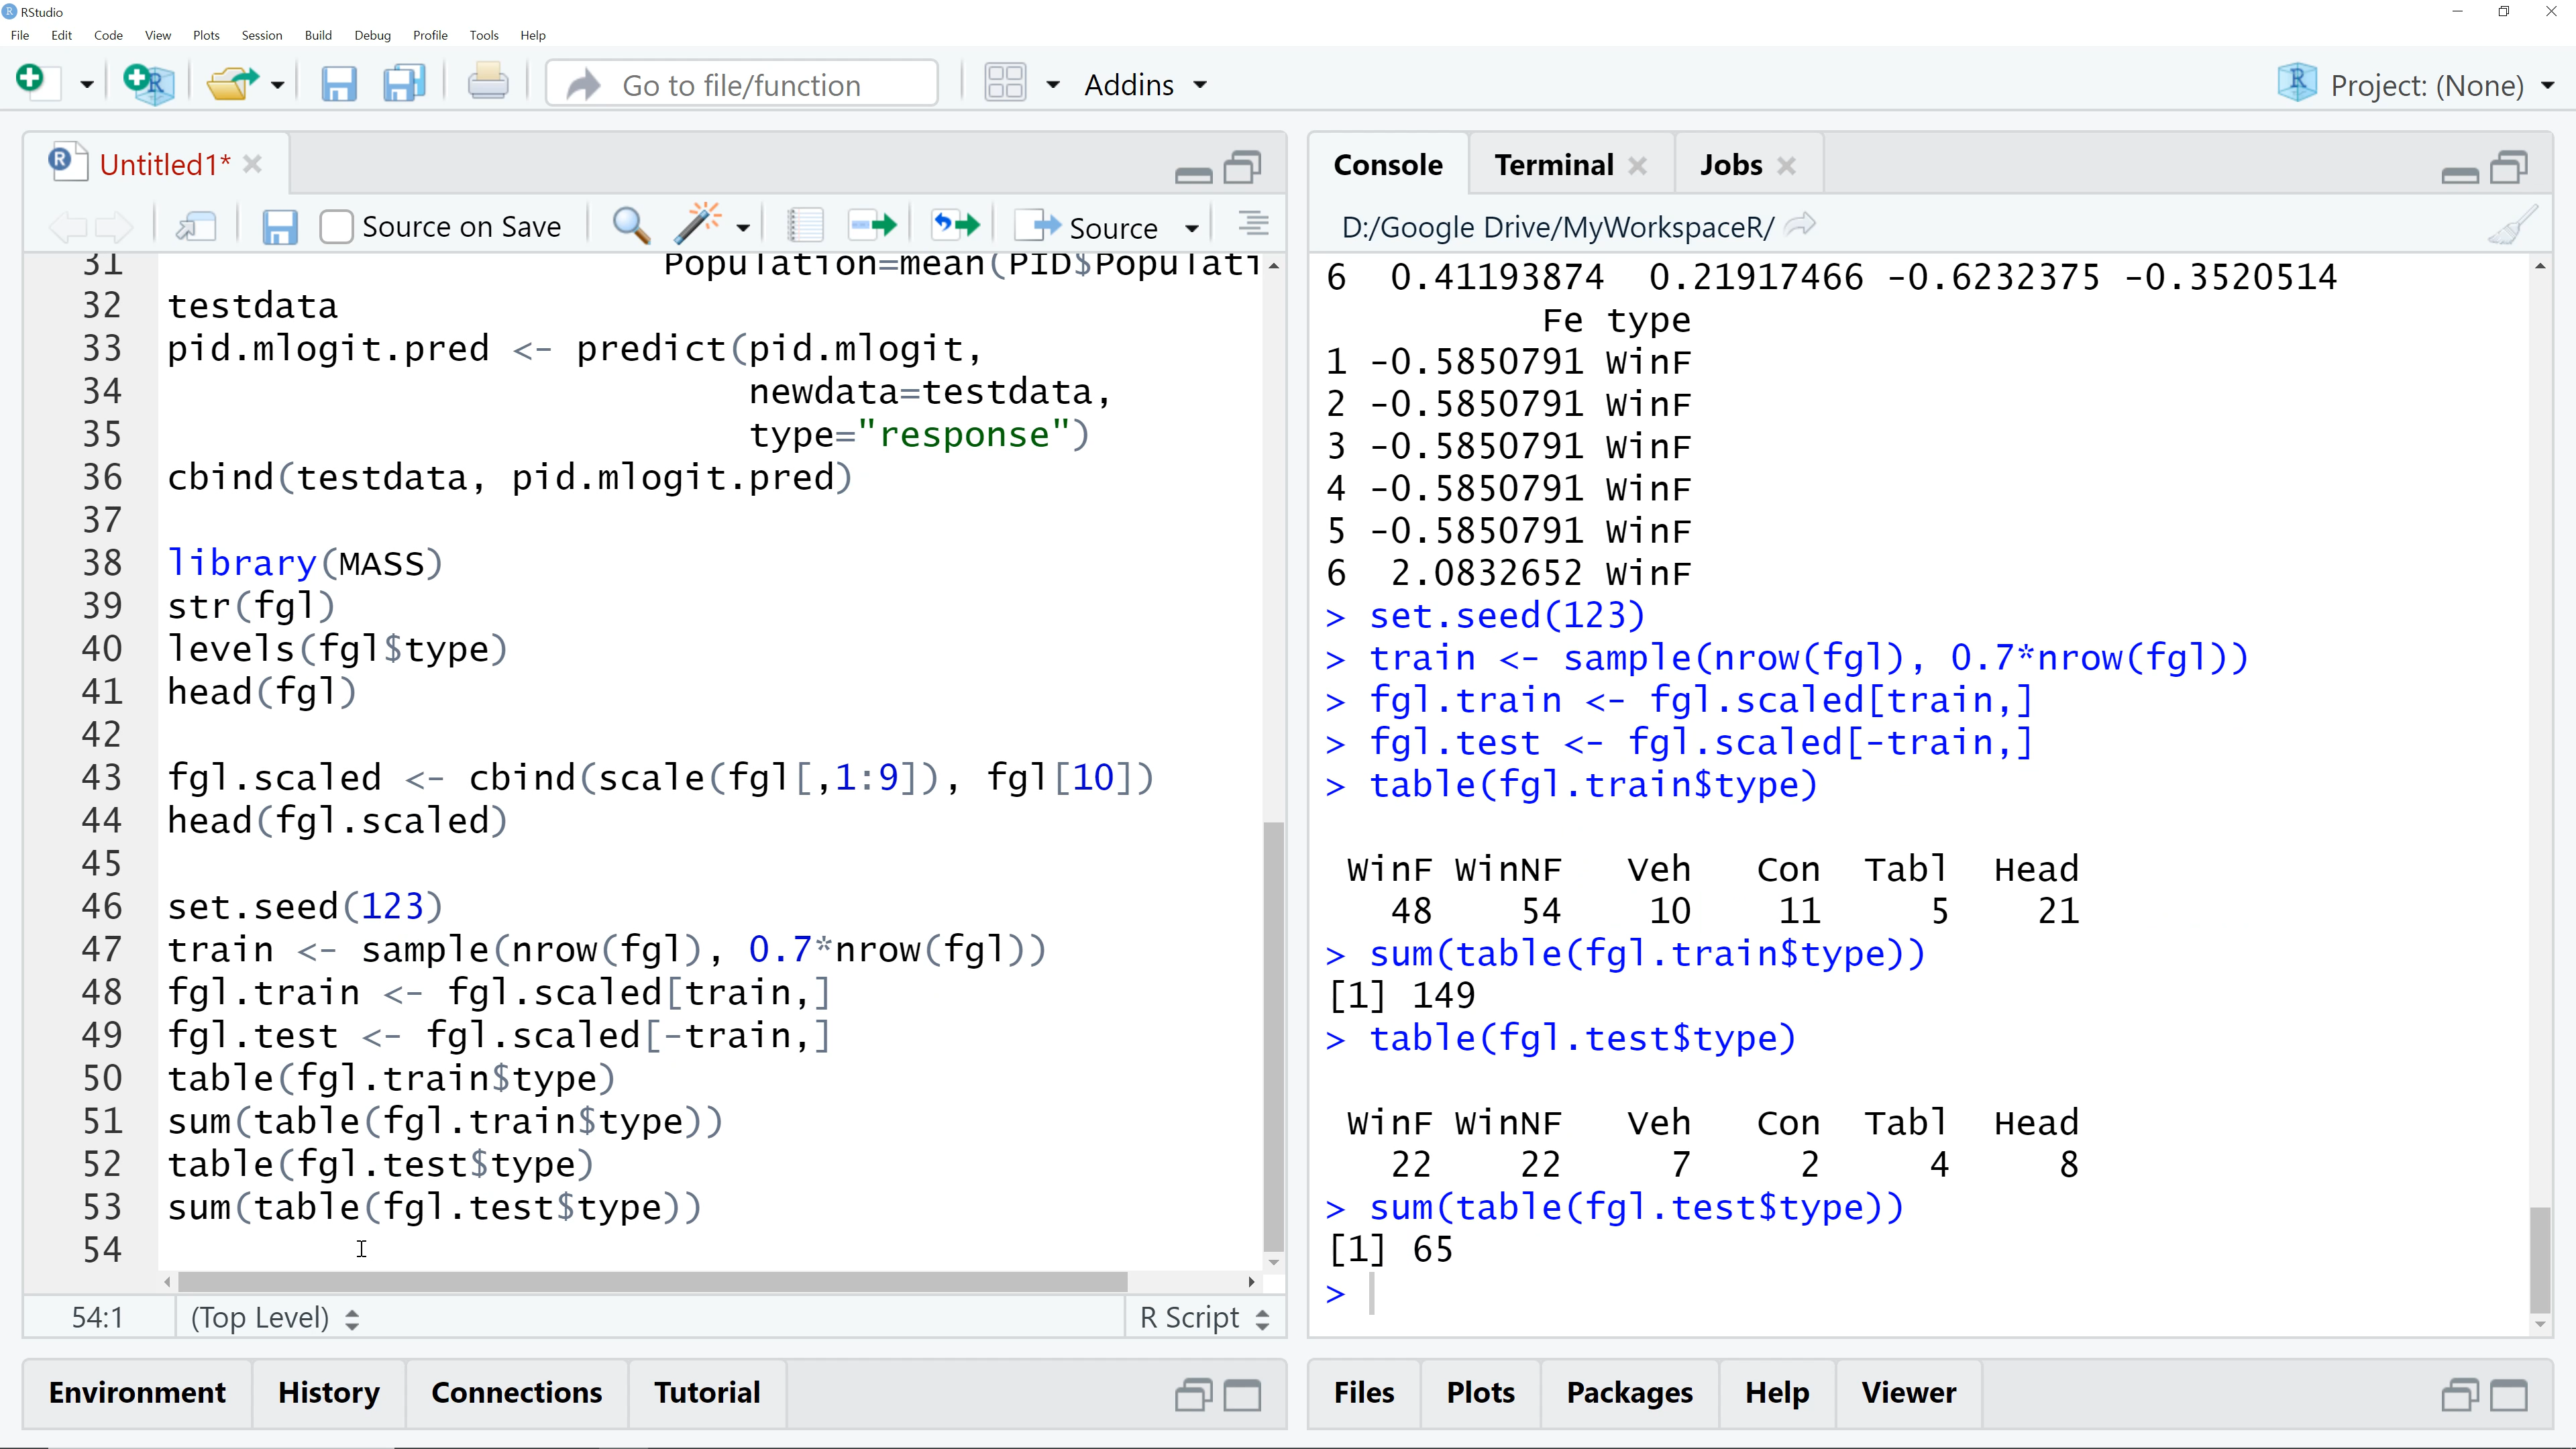 RStudio
File Edit Code View Plots Session Build Debug Profile Tools Help
Go to file/function Addins Project: (None)
Untitled1*
Source on Save Source
31 Population=mean(PID$Populati
32 testdata
33 pid.mlogit.pred <- predict(pid.mlogit,
34 newdata=testdata,
35 type="response")
36 cbind(testdata, pid.mlogit.pred)
37
38 library(MASS)
39 str(fgl)
40 levels(fgl$type)
41 head(fgl)
42
43 fgl.scaled <- cbind(scale(fgl[,1:9]), fgl[10])
44 head(fgl.scaled)
45
46 set.seed(123)
47 train <- sample(nrow(fgl), 0.7*nrow(fgl))
48 fgl.train <- fgl.scaled[train,]
49 fgl.test <- fgl.scaled[-train,]
50 table(fgl.train$type)
51 sum(table(fgl.train$type))
52 table(fgl.test$type)
53 sum(table(fgl.test$type))
54
54:1 (Top Level) R Script
Environment History Connections Tutorial
Console Terminal Jobs
D:/Google Drive/MyWorkspaceR/
6 0.41193874 0.21917466 -0.6232375 -0.3520514
Fe type
1 -0.5850791 WinF
2 -0.5850791 WinF
3 -0.5850791 WinF
4 -0.5850791 WinF
5 -0.5850791 WinF
6 2.0832652 WinF
> set.seed(123)
> train <- sample(nrow(fgl), 0.7*nrow(fgl))
> fgl.train <- fgl.scaled[train,]
> fgl.test <- fgl.scaled[-train,]
> table(fgl.train$type)
WinF WinNF Veh Con Tabl Head
48 54 10 11 5 21
> sum(table(fgl.train$type))
[1] 149
> table(fgl.test$type)
WinF WinNF Veh Con Tabl Head
22 22 7 2 4 8
> sum(table(fgl.test$type))
[1] 65
>
Files Plots Packages Help Viewer